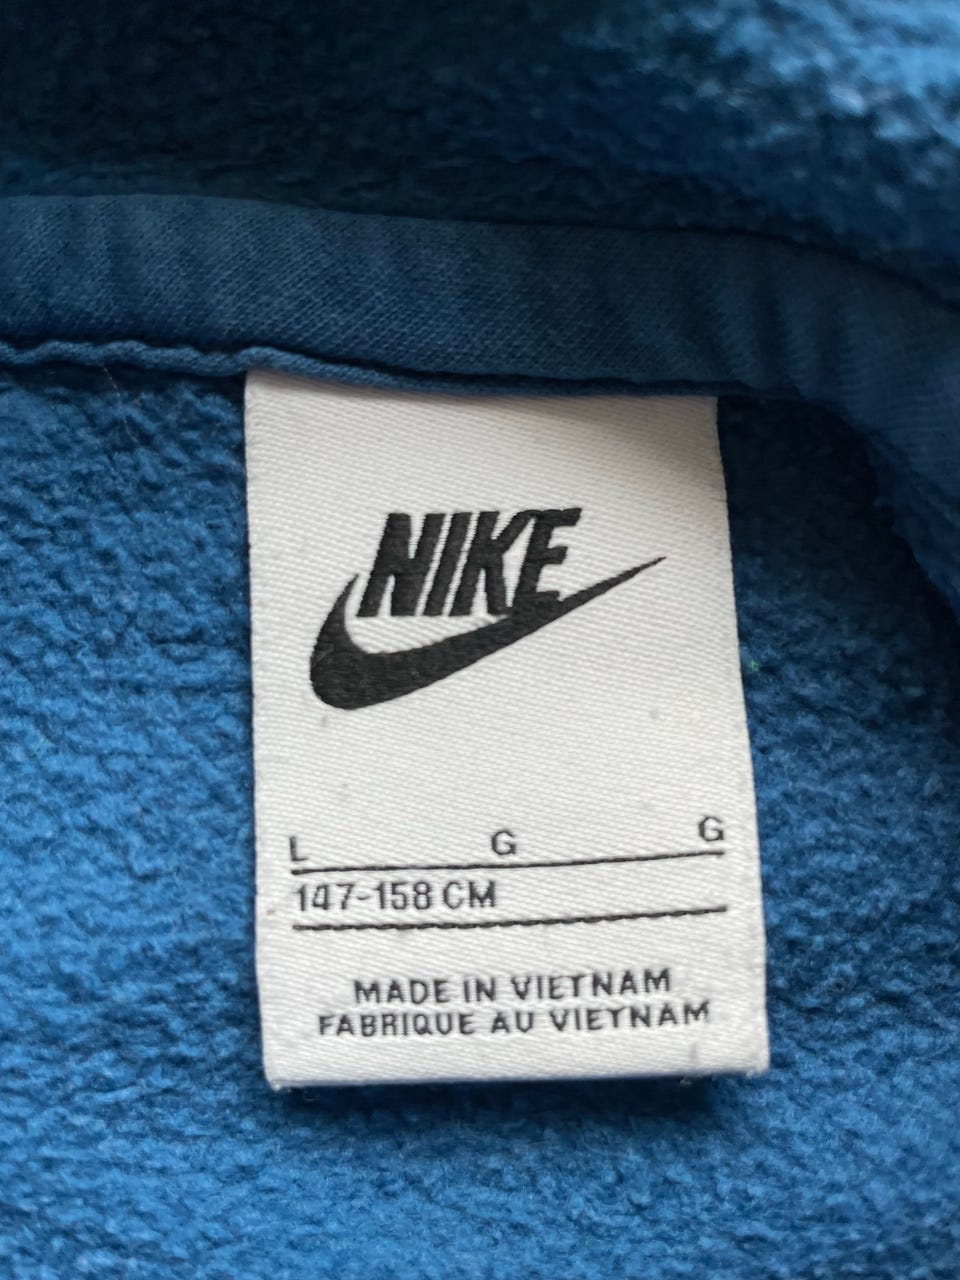 NIKE
L G G
147-158 CM
MADE IN VIETNAM
FABRIQUE AU VIETNAM